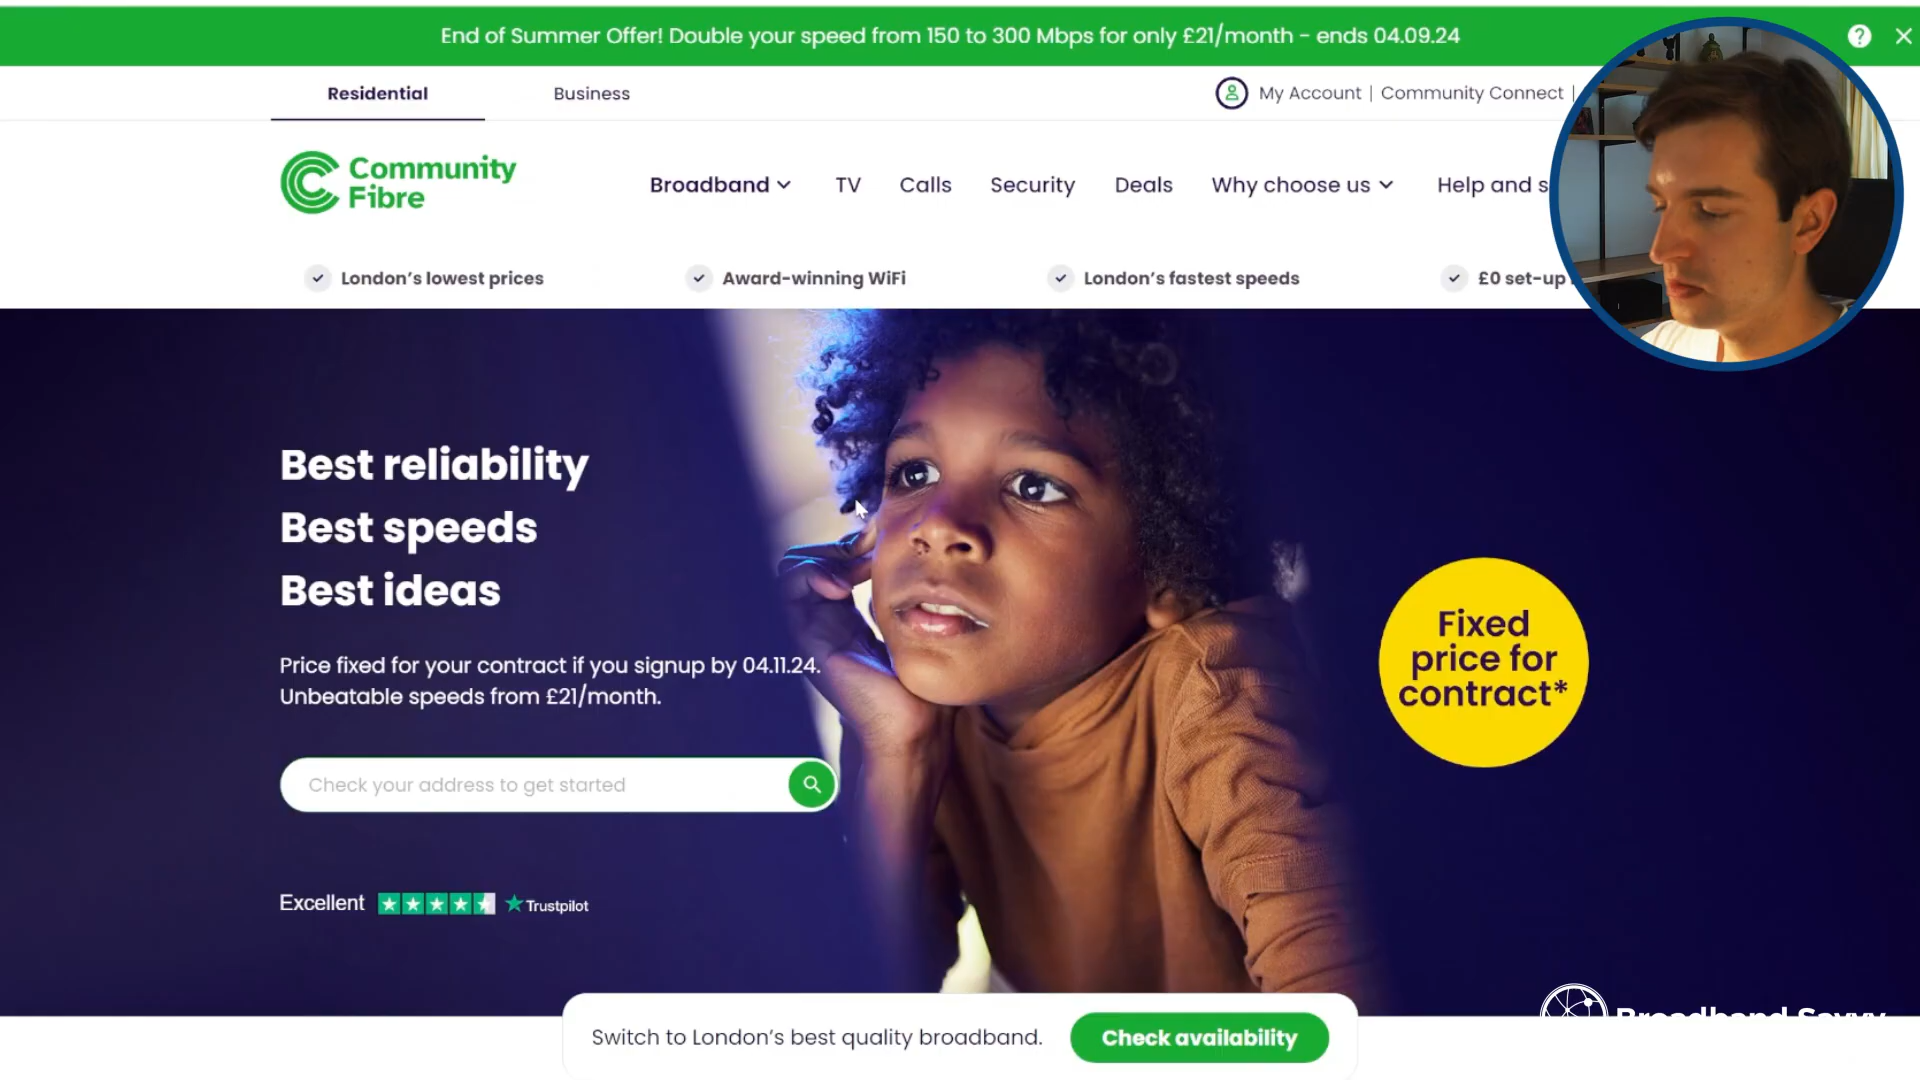 End of Summer Offer! Double your speed from 150 to 300 Mbps for only £21/month - ends 04.09.24
?
Residential
Business
My Account | Community Connect |
Community
Fibre
Broadband
TV
Calls
Security
Deals
Why choose us
Help and s
London's lowest prices
Award-winning WiFi
London's fastest speeds
£0 set-up
Best reliability
Best speeds
Best ideas
Price fixed for your contract if you signup by 04.11.24.
Unbeatable speeds from £21/month.
Fixed
price for
contract*
Check your address to get started
Excellent
Trustpilot
Broadband Savvy
Switch to London's best quality broadband.
Check availability